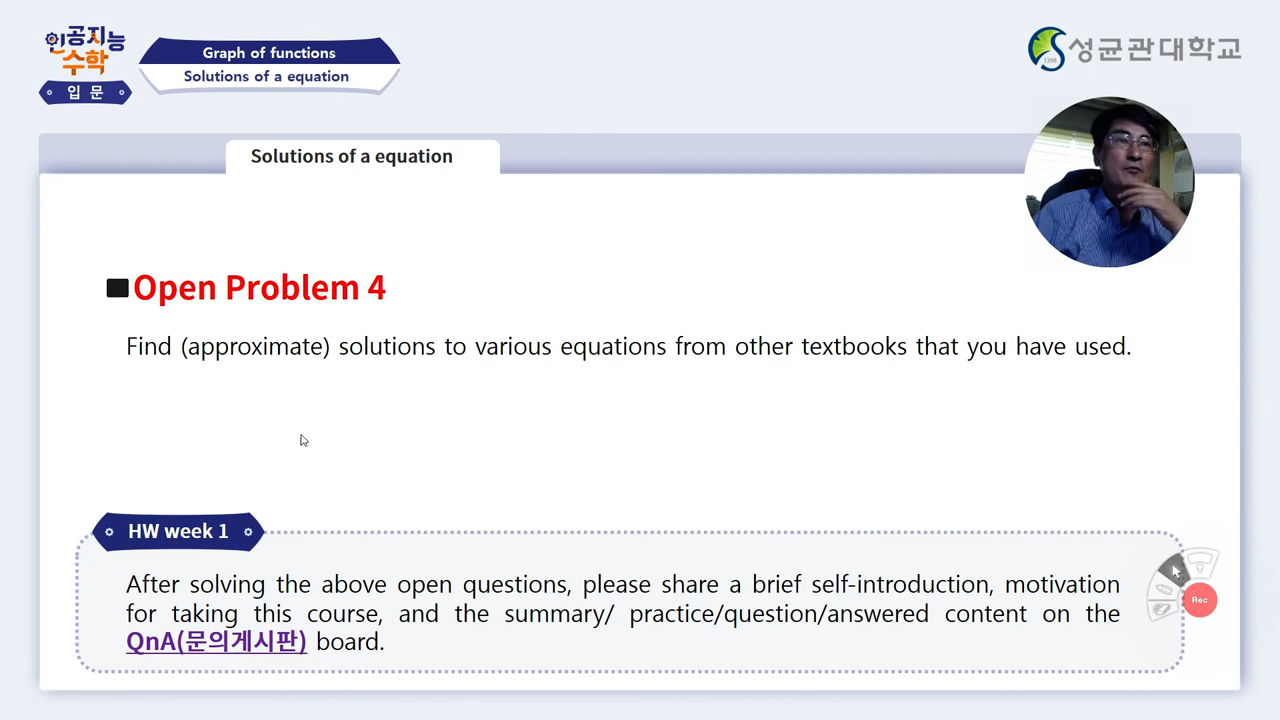 인공지능
수학
입 문
Graph of functions
Solutions of a equation
1398
성균관대학교
Solutions of a equation
Open Problem 4
Find (approximate) solutions to various equations from other textbooks that you have used.
HW week 1
After solving the above open questions, please share a brief self-introduction, motivation
for taking this course, and the summary/ practice/question/answered content on the
QnA(문의게시판) board.
Rec